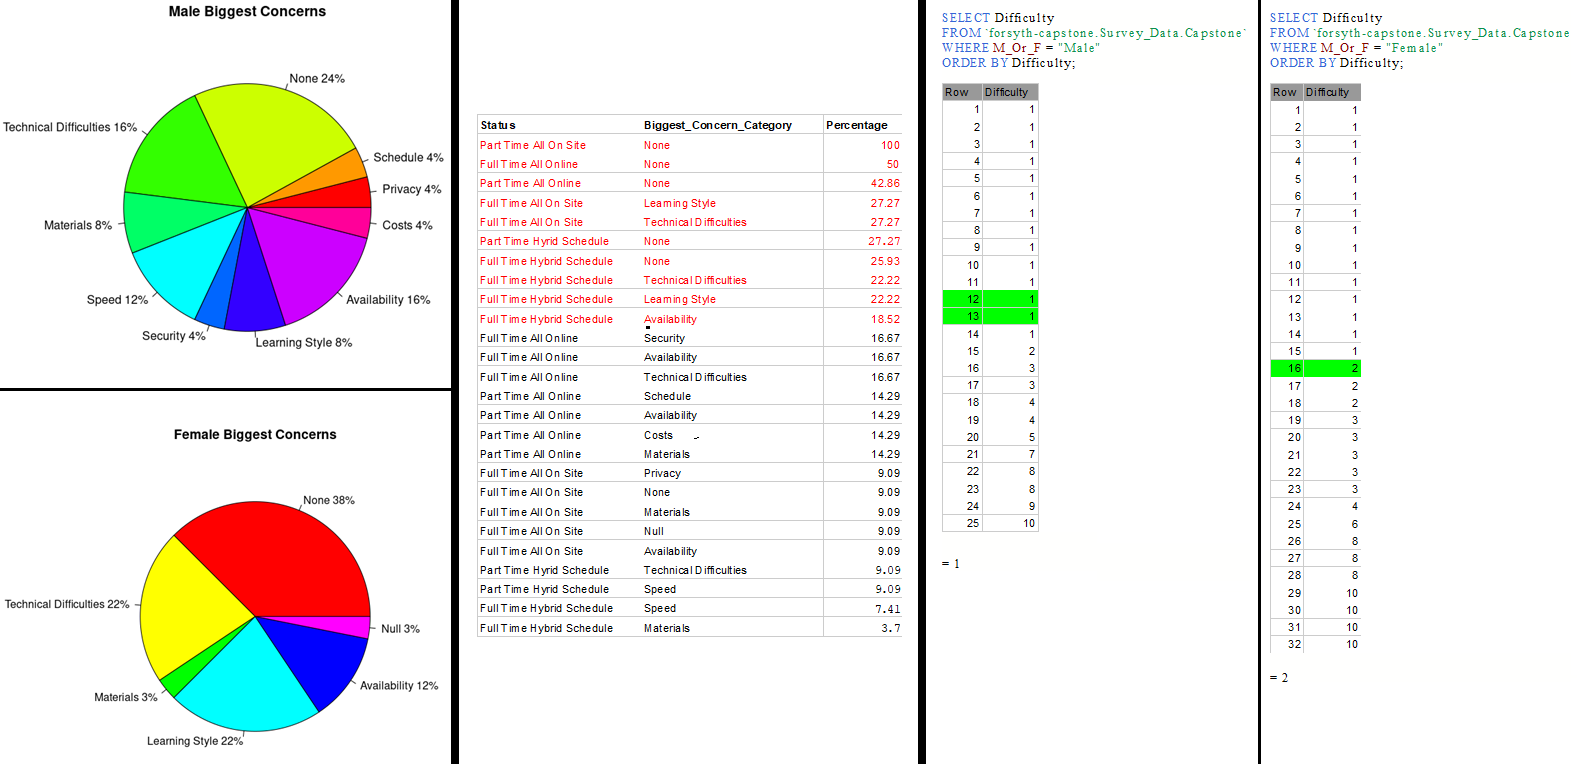 Male Biggest Concerns
None 24%
Technical Difficulties 16%
Schedule 4%
Privacy 4%
Materials 8%
Costs 4%
Speed 12%
Availability 16%
Security 4%
Learning Style 8%
Female Biggest Concerns
None 38%
Technical Difficulties 22%
Null 3%
Materials 3%
Availability 12%
Learning Style 22%
Status Biggest_Concern_Category Percentage
Part Time All On Site None 100
Full Time All Online None 50
Part Time All Online None 42.86
Full Time All On Site Learning Style 27.27
Full Time All On Site Technical Difficulties 27.27
Part Time Hyrid Schedule None 27.27
Full Time Hybrid Schedule None 25.93
Full Time Hybrid Schedule Technical Difficulties 22.22
Full Time Hybrid Schedule Learning Style 22.22
Full Time Hybrid Schedule Availability 18.52
Full Time All Online Security 16.67
Full Time All Online Availability 16.67
Full Time All Online Technical Difficulties 16.67
Part Time All Online Schedule 14.29
Part Time All Online Availability 14.29
Part Time All Online Costs 14.29
Part Time All Online Materials 14.29
Full Time All On Site Privacy 9.09
Full Time All On Site None 9.09
Full Time All On Site Materials 9.09
Full Time All On Site Null 9.09
Full Time All On Site Availability 9.09
Part Time Hyrid Schedule Technical Difficulties 9.09
Part Time Hyrid Schedule Speed 9.09
Full Time Hybrid Schedule Speed 7.41
Full Time Hybrid Schedule Materials 3.7
SELECT Difficulty
FROM `forsyth-capstone.Survey_Data.Capstone`
WHERE M_Or_F = "Male"
ORDER BY Difficulty;
Row Difficulty
1 1
2 1
3 1
4 1
5 1
6 1
7 1
8 1
9 1
10 1
11 1
12 1
13 1
14 1
15 2
16 3
17 3
18 4
19 4
20 5
21 7
22 8
23 8
24 9
25 10
= 1
SELECT Difficulty
FROM `forsyth-capstone.Survey_Data.Capstone
WHERE M_Or_F = "Female"
ORDER BY Difficulty;
Row Difficulty
1 1
2 1
3 1
4 1
5 1
6 1
7 1
8 1
9 1
10 1
11 1
12 1
13 1
14 1
15 1
16 2
17 2
18 2
19 3
20 3
21 3
22 3
23 3
24 4
25 6
26 8
27 8
28 8
29 10
30 10
31 10
32 10
= 2